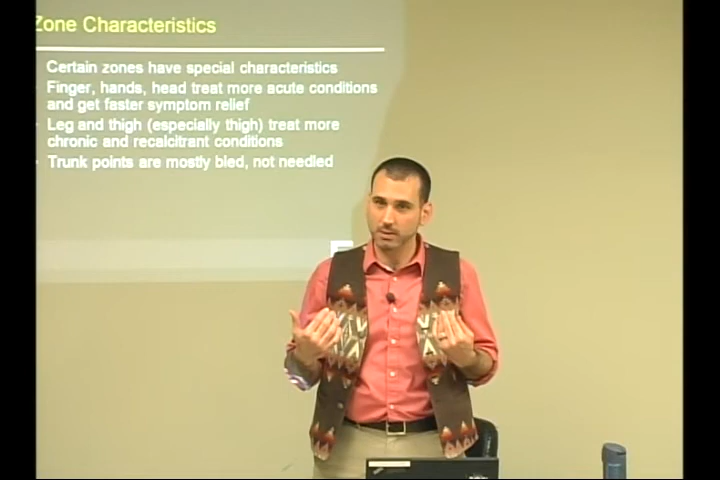 Zone Characteristics
Certain zones have special characteristics
Finger, hands, head treat more acute conditions
and get faster symptom relief
Leg and thigh (especially thigh) treat more
chronic and recalcitrant conditions
Trunk points are mostly bled, not needled